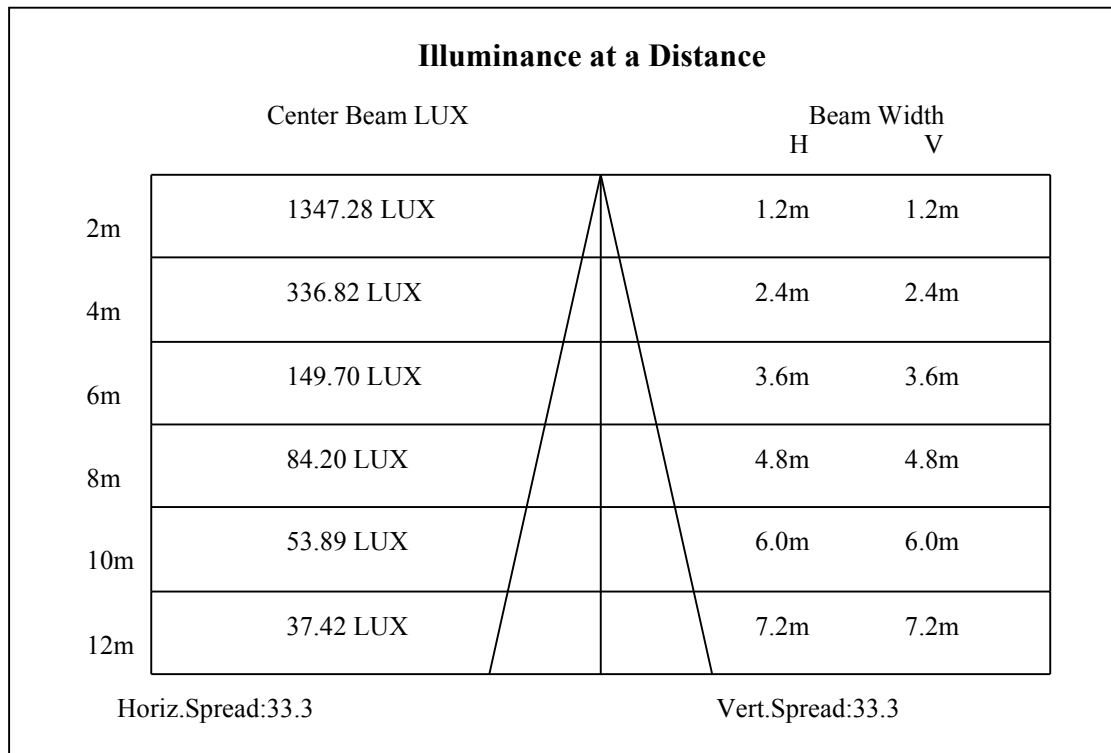 Illuminance at a Distance
Center Beam LUX Beam Width
H V
2m 1347.28 LUX 1.2m 1.2m
4m 336.82 LUX 2.4m 2.4m
6m 149.70 LUX 3.6m 3.6m
8m 84.20 LUX 4.8m 4.8m
10m 53.89 LUX 6.0m 6.0m
12m 37.42 LUX 7.2m 7.2m
Horiz.Spread:33.3 Vert.Spread:33.3